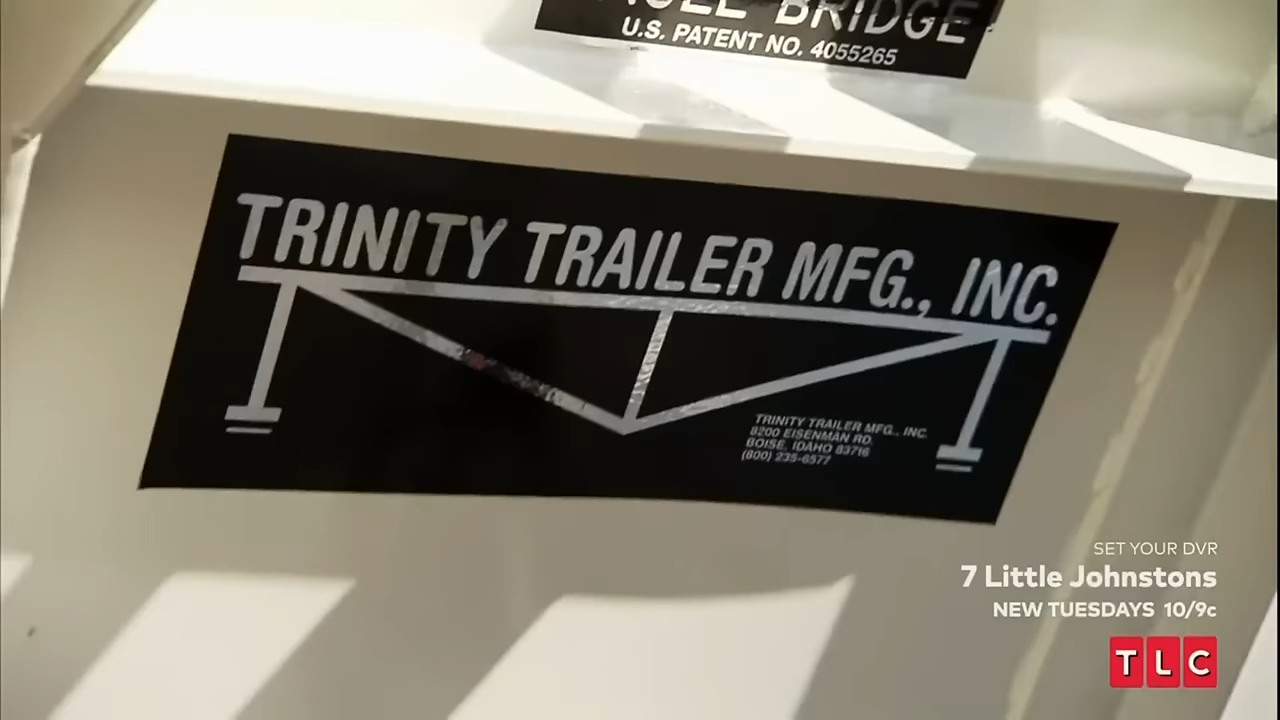 BRIDGE
U.S. PATENT NO. 4055265
TRINITY TRAILER MFG., INC.
TRINITY TRAILER MFG., INC.
8200 EISENMAN RD.
BOISE, IDAHO 83716
(800) 235-6577
SET YOUR DVR
7 Little Johnstons
NEW TUESDAYS 10/9c
TLC